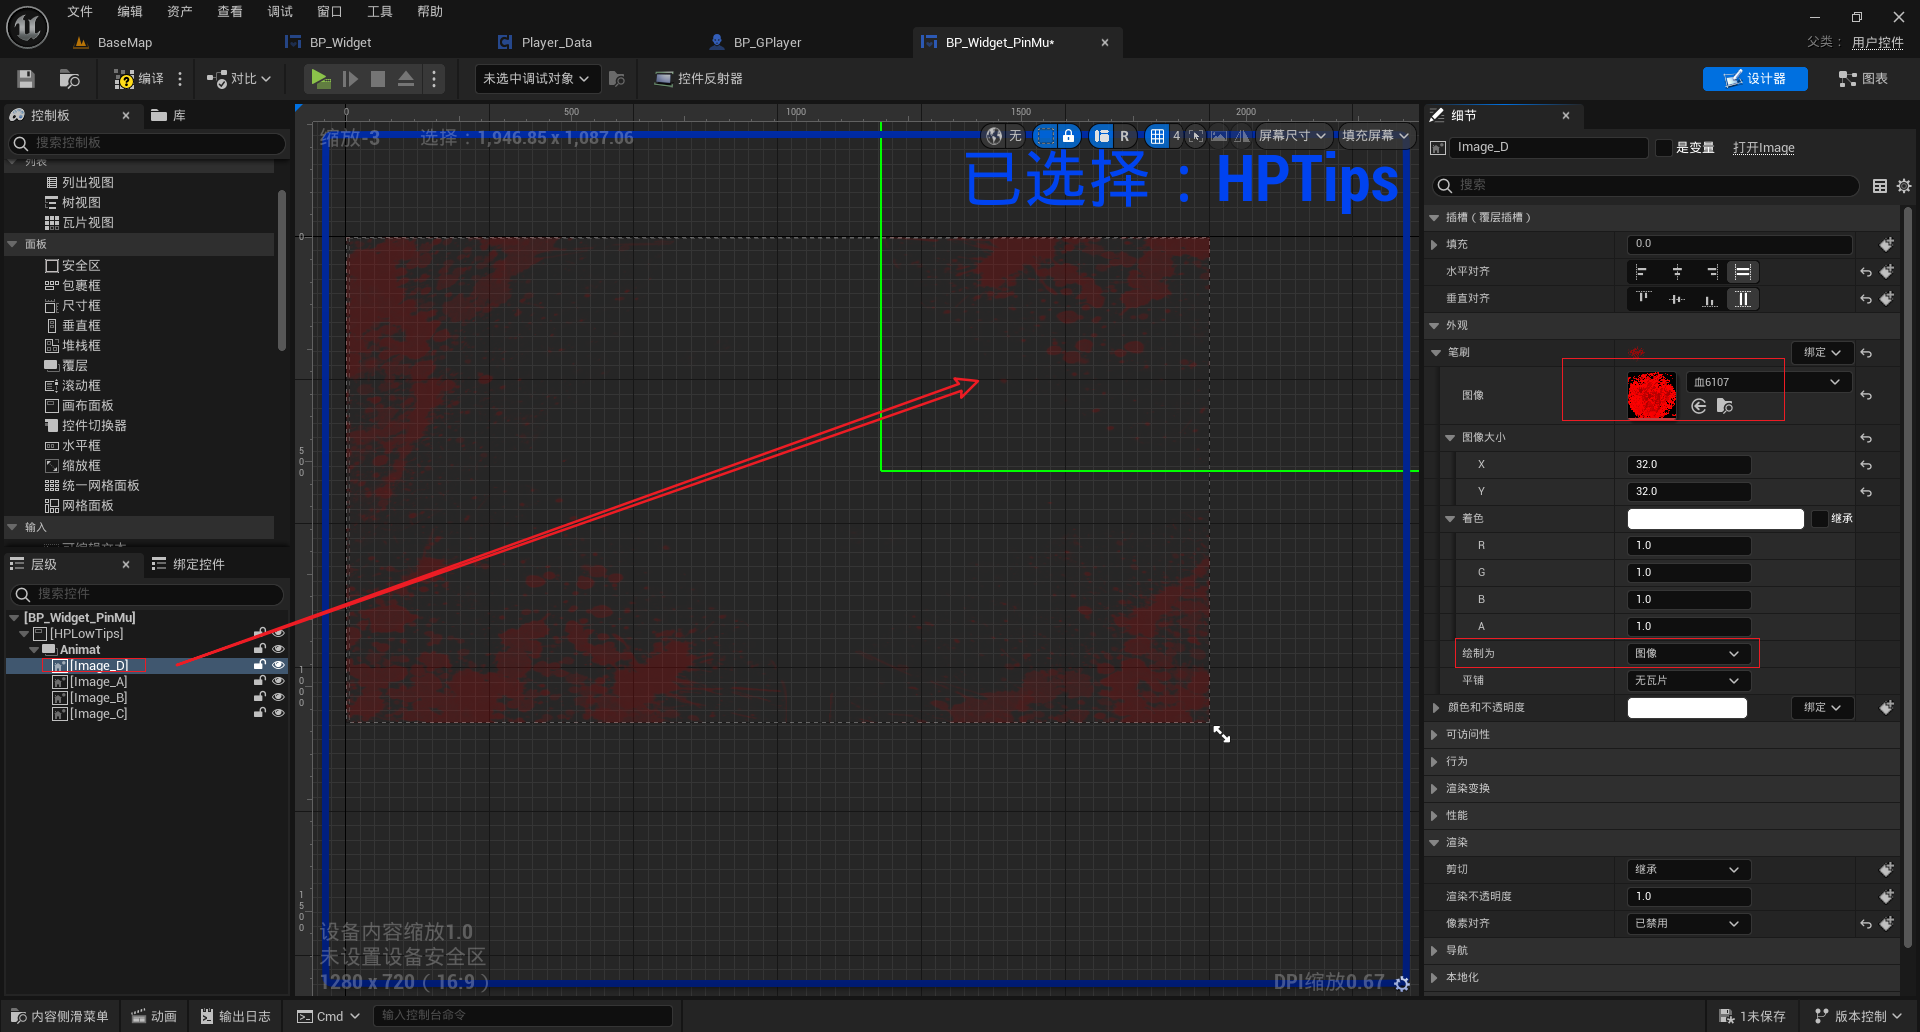 文件 编辑 资产 查看 调试 窗口 工具 帮助
BaseMap BP_Widget Player_Data BP_GPlayer BP_Widget_PinMu* 父类： 用户控件
编译 对比 未选中调试对象 控件反射器 设计器 图表
控制板 库
搜索控制板
列表
列出视图
树视图
瓦片视图
面板
安全区
包裹框
尺寸框
垂直框
堆栈框
覆层
滚动框
画布面板
控件切换器
水平框
缩放框
统一网格面板
网格面板
输入
层级 绑定控件
搜索控件
[BP_Widget_PinMu]
[HPLowTips]
Animat
[Image_D]
[Image_A]
[Image_B]
[Image_C]
0 500 1000 1500 2000
缩放-3 选择：1,946.85 x 1,087.06
无 R 4 屏幕尺寸 填充屏幕
已选择：HPTips
0
500
1000
1500
设备内容缩放1.0
未设置设备安全区
1280 x 720（16:9）
DPI缩放0.67
细节
Image_D 是变量 打开Image
搜索
插槽（覆层插槽）
填充 0.0
水平对齐
垂直对齐
外观
笔刷 绑定
图像 血6107
图像大小
X 32.0
Y 32.0
着色 继承
R 1.0
G 1.0
B 1.0
A 1.0
绘制为 图像
平铺 无瓦片
颜色和不透明度 绑定
可访问性
行为
渲染变换
性能
渲染
剪切 继承
渲染不透明度 1.0
像素对齐 已禁用
导航
本地化
内容侧滑菜单 动画 输出日志 Cmd 输入控制台命令 1未保存 版本控制